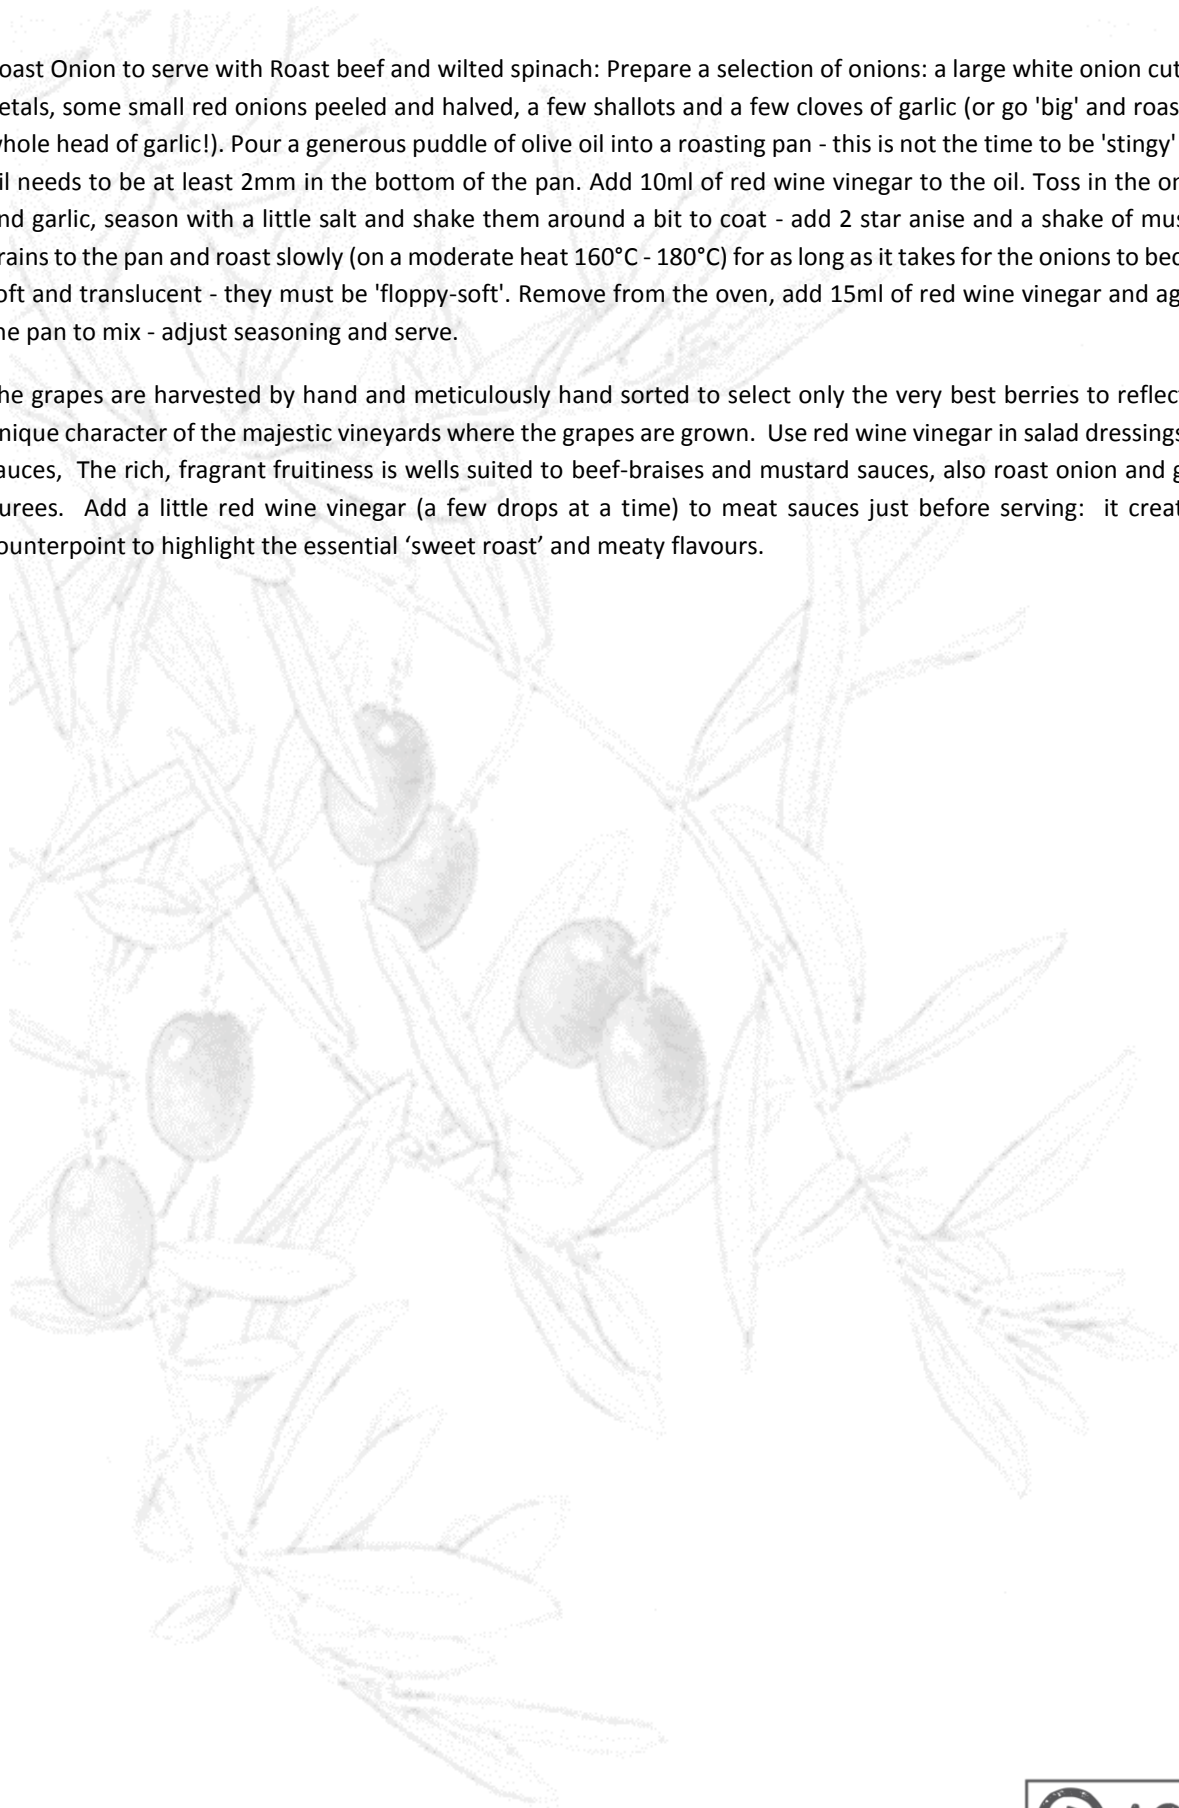 oast Onion to serve with Roast beef and wilted spinach: Prepare a selection of onions: a large white onion cut
etals, some small red onions peeled and halved, a few shallots and a few cloves of garlic (or go 'big' and roas
whole head of garlic!). Pour a generous puddle of olive oil into a roasting pan - this is not the time to be 'stingy'
il needs to be at least 2mm in the bottom of the pan. Add 10ml of red wine vinegar to the oil. Toss in the on
nd garlic, season with a little salt and shake them around a bit to coat - add 2 star anise and a shake of mus
rains to the pan and roast slowly (on a moderate heat 160°C - 180°C) for as long as it takes for the onions to bec
oft and translucent - they must be 'floppy-soft'. Remove from the oven, add 15ml of red wine vinegar and ag
he pan to mix - adjust seasoning and serve.
he grapes are harvested by hand and meticulously hand sorted to select only the very best berries to reflect
nique character of the majestic vineyards where the grapes are grown.  Use red wine vinegar in salad dressings
auces,  The rich, fragrant fruitiness is wells suited to beef-braises and mustard sauces, also roast onion and g
urees.  Add a little red wine vinegar (a few drops at a time) to meat sauces just before serving:  it creat
ounterpoint to highlight the essential ‘sweet roast’ and meaty flavours.